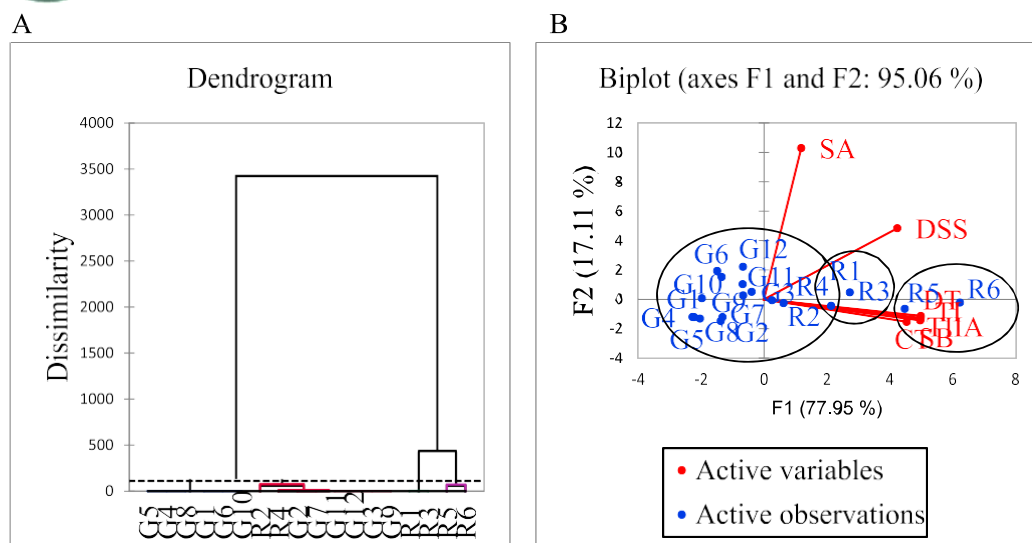 A
Dendrogram
Dissimilarity
4000
3500
3000
2500
2000
1500
1000
500
0
G5
G4
G8
G1
G6
G10
R2
R4
G2
G7
G11
G12
G3
G9
R1
R3
R5
R6
B
Biplot (axes F1 and F2: 95.06 %)
F2 (17.11 %)
12
10
8
6
4
2
0
-2
-4
SA
DSS
G6
G12
G10
G11
R4
R1
G1
G9
R3
R5
R6
G4
G7
R2
DT
G5
G8
G2
-4
-2
0
2
4
6
8
F1 (77.95 %)
Active variables
Active observations